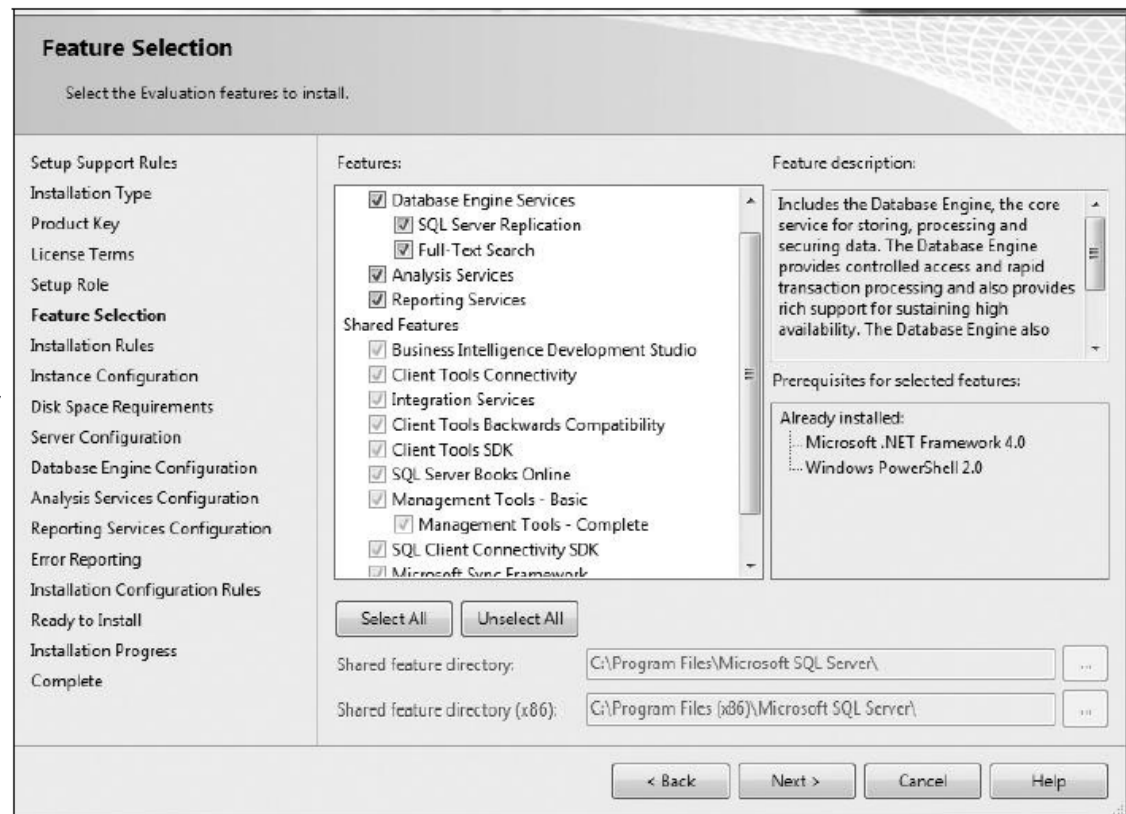 Feature Selection
Select the Evaluation features to install.
Setup Support Rules
Installation Type
Product Key
License Terms
Setup Role
Feature Selection
Installation Rules
Instance Configuration
Disk Space Requirements
Server Configuration
Database Engine Configuration
Analysis Services Configuration
Reporting Services Configuration
Error Reporting
Installation Configuration Rules
Ready to Install
Installation Progress
Complete
Features:
Database Engine Services
SQL Server Replication
Full-Text Search
Analysis Services
Reporting Services
Shared Features
Business Intelligence Development Studio
Client Tools Connectivity
Integration Services
Client Tools Backwards Compatibility
Client Tools SDK
SQL Server Books Online
Management Tools - Basic
Management Tools - Complete
SQL Client Connectivity SDK
Microsoft Sync Framework
Feature description:
Includes the Database Engine, the core
service for storing, processing and
securing data. The Database Engine
provides controlled access and rapid
transaction processing and also provides
rich support for sustaining high
availability. The Database Engine also
Prerequisites for selected features:
Already installed:
Microsoft .NET Framework 4.0
Windows PowerShell 2.0
Select All
Unselect All
Shared feature directory:
C:\Program Files\Microsoft SQL Server\
...
Shared feature directory (x86):
C:\Program Files (x86)\Microsoft SQL Server\
...
< Back
Next >
Cancel
Help